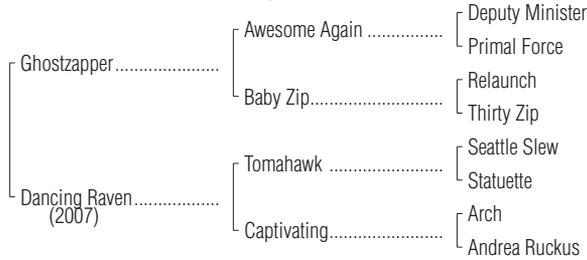 Deputy Minister
Awesome Again ................
Primal Force
Ghostzapper......................
Relaunch
Baby Zip............................
Thirty Zip
Seattle Slew
Tomahawk ........................
Statuette
Dancing Raven..................
(2007)
Arch
Captivating........................
Andrea Ruckus